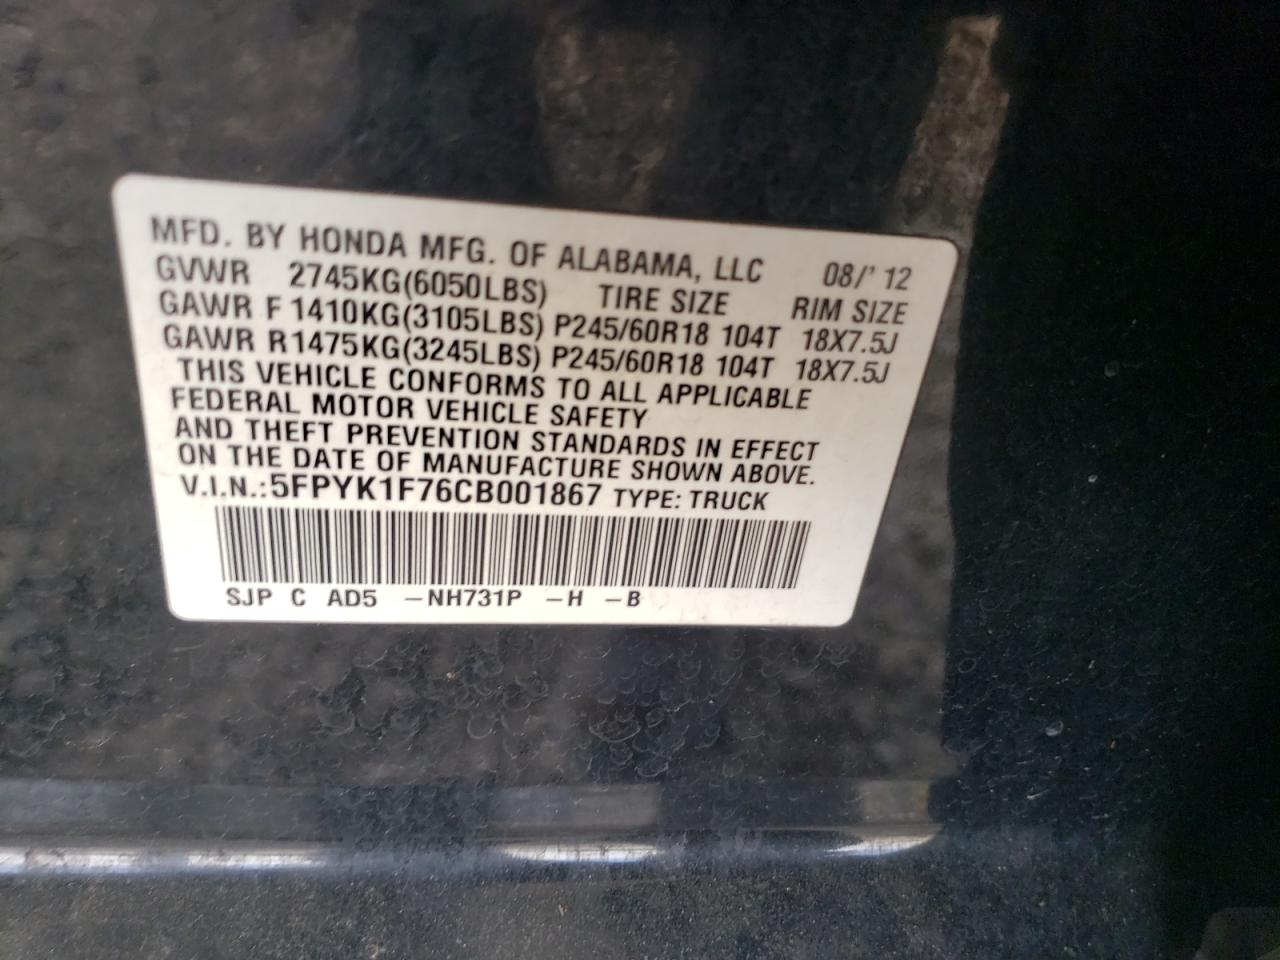 MFD. BY HONDA MFG. OF ALABAMA, LLC 08/' 12
GVWR 2745KG(6050LBS) TIRE SIZE RIM SIZE
GAWR F 1410KG(3105LBS) P245/60R18 104T 18X7.5J
GAWR R1475KG(3245LBS) P245/60R18 104T 18X7.5J
THIS VEHICLE CONFORMS TO ALL APPLICABLE
FEDERAL MOTOR VEHICLE SAFETY
AND THEFT PREVENTION STANDARDS IN EFFECT
ON THE DATE OF MANUFACTURE SHOWN ABOVE.
V.I.N.:5FPYK1F76CB001867 TYPE: TRUCK
SJP C AD5 -NH731P -H -B